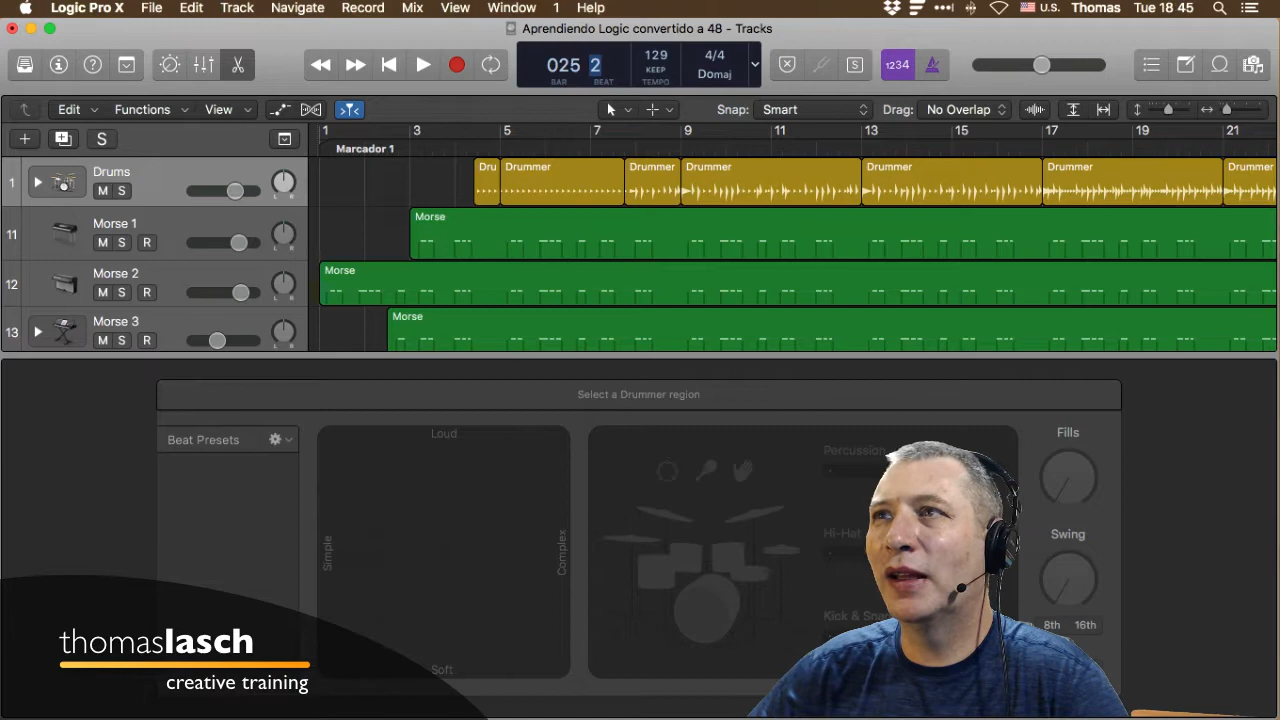 Logic Pro X File Edit Track Navigate Record Mix View Window 1 Help U.S. Thomas Tue 18 45
Aprendiendo Logic convertido a 48 - Tracks
025 2 129 4/4
KEEP Domaj
BAR BEAT TEMPO
1234
S
Edit Functions View Snap: Smart Drag: No Overlap
S
1 3 5 7 9 11 13 15 17 19 21
Marcador 1
1 Drums
M S
Dru Drummer Drummer Drummer Drummer Drummer Drummer
L R
11 Morse 1
M S R
Morse
L R
12 Morse 2
M S R
Morse
L R
13 Morse 3
M S R
Morse
L R
Select a Drummer region
Beat Presets
Loud
Simple
Complex
Soft
Percussion
Hi-Hat
Kick & Sna
Fills
Swing
8th 16th
thomaslasch
creative training